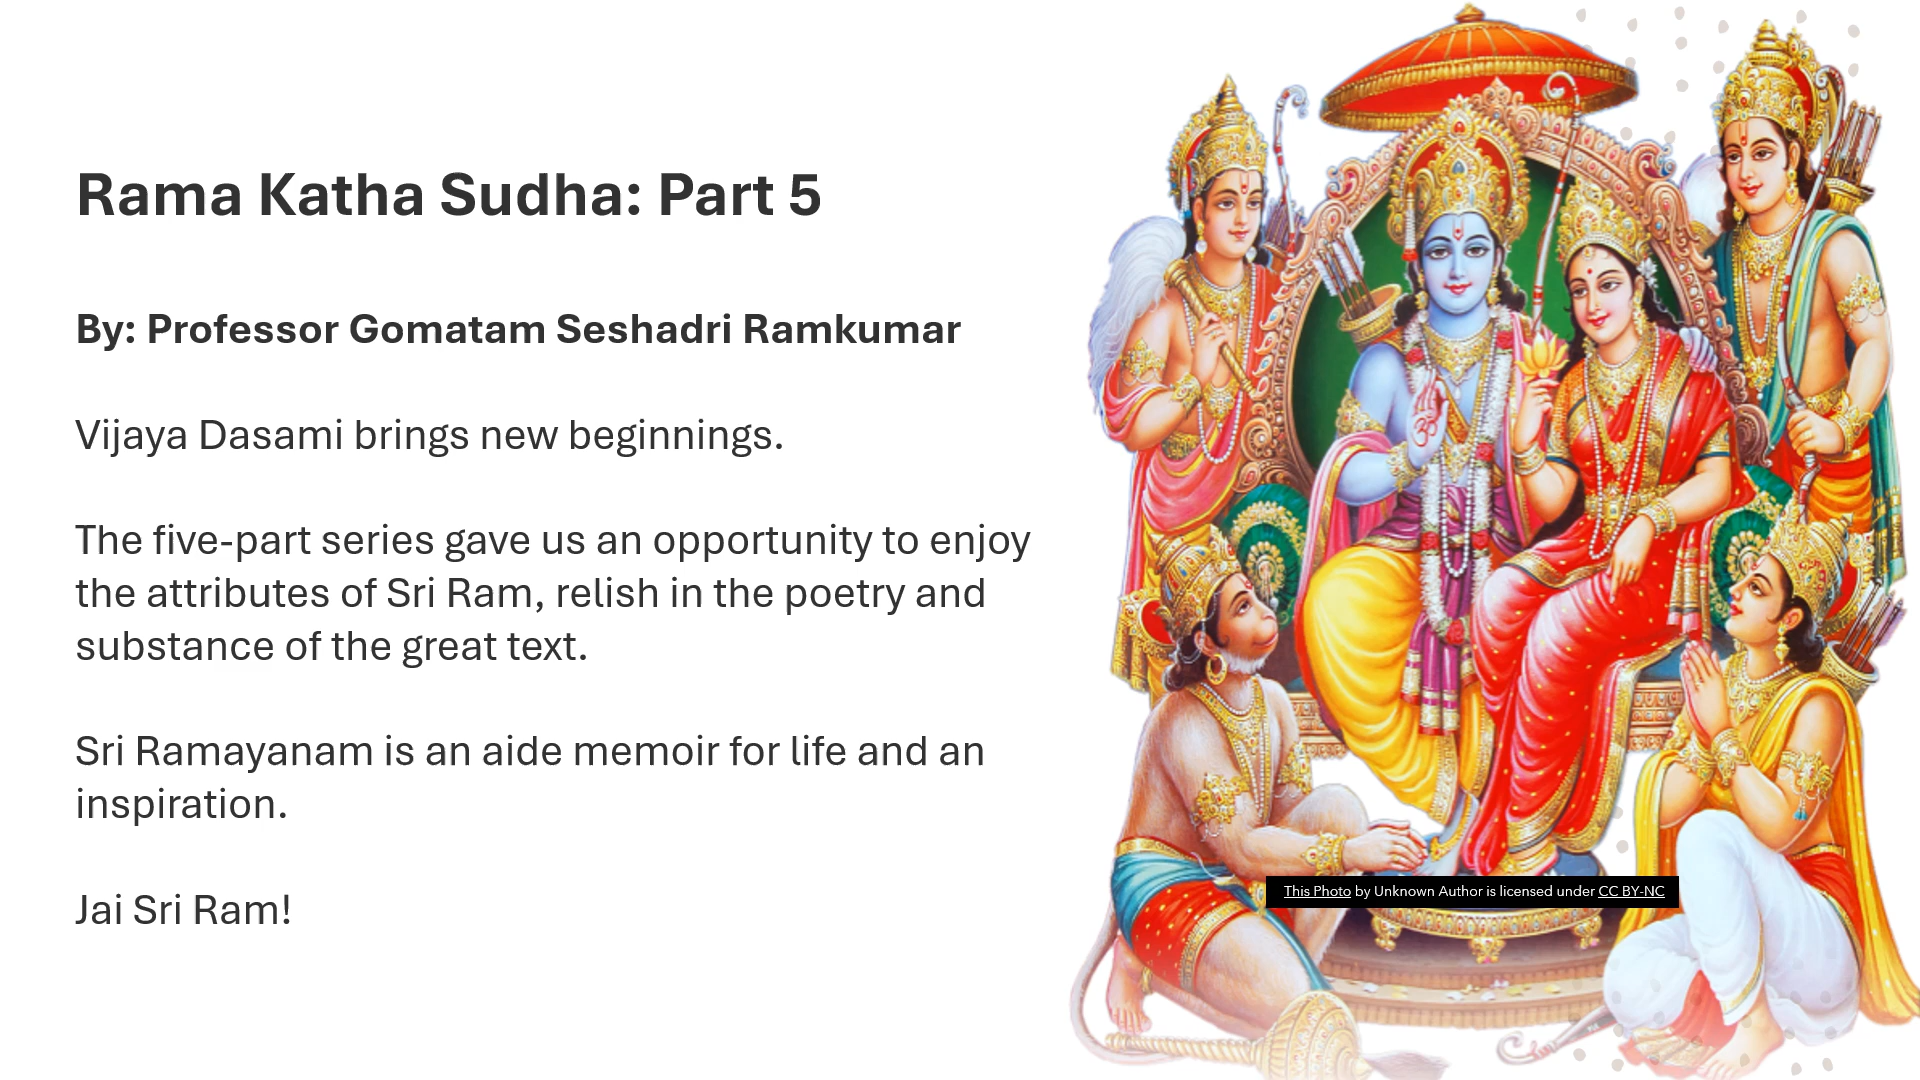 Rama Katha Sudha: Part 5
By: Professor Gomatam Seshadri Ramkumar
Vijaya Dasami brings new beginnings.
The five-part series gave us an opportunity to enjoy
the attributes of Sri Ram, relish in the poetry and
substance of the great text.
Sri Ramayanam is an aide memoir for life and an
inspiration.
Jai Sri Ram!
ॐ
This Photo by Unknown Author is licensed under CC BY-NC